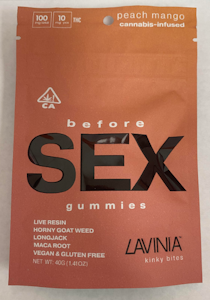 peach mango
cannabis-infused
100
10
THC
CA
before
SEX
gummies
LIVE RESIN
HORNY GOAT WEED
LONGJACK
MACA ROOT
VEGAN & GLUTEN FREE
NET WT. 40G (1.41OZ)
LAVINIA
kinky bites